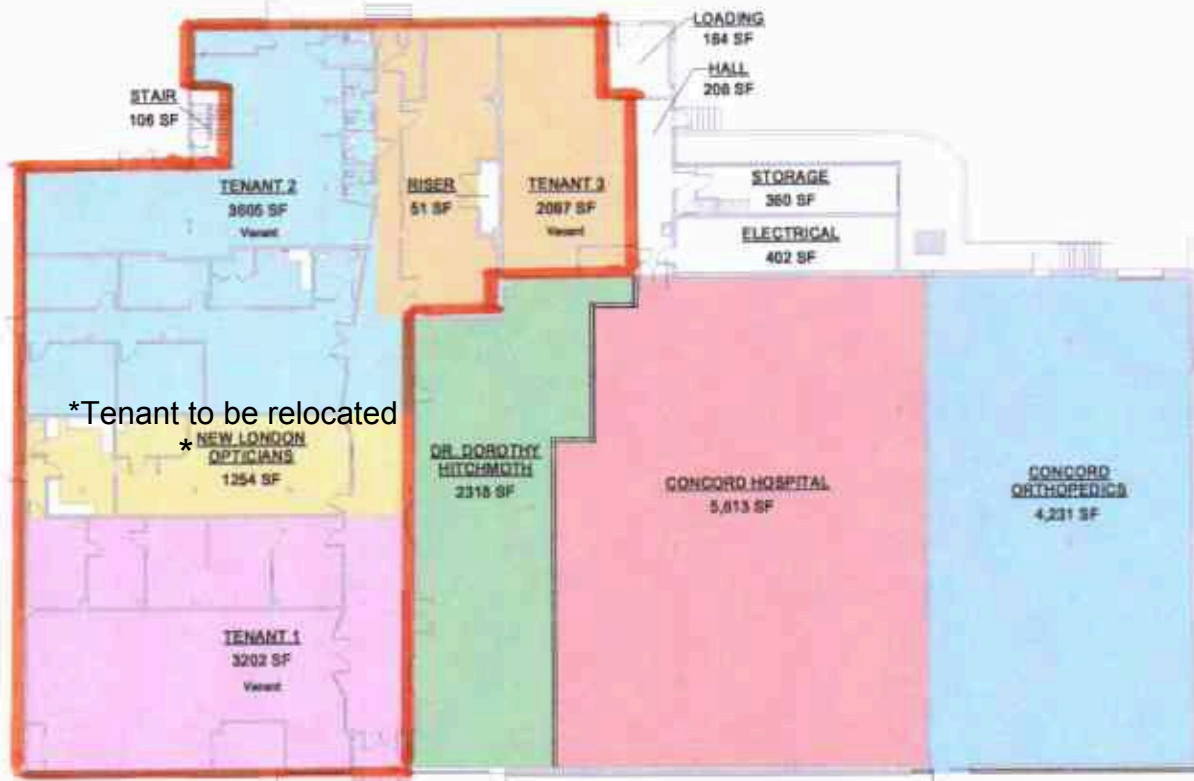 LOADING
184 SF
HALL
208 SF
STAIR
106 SF
TENANT 2
3605 SF
Vacant
RISER
51 SF
TENANT 3
2087 SF
Vacant
STORAGE
360 SF
ELECTRICAL
402 SF
*Tenant to be relocated
*
NEW LONDON
OPTICIANS
1254 SF
DR. DOROTHY
HITCHMOTH
2318 SF
CONCORD HOSPITAL
5,613 SF
CONCORD
ORTHOPEDICS
4,231 SF
TENANT 1
3202 SF
Vacant